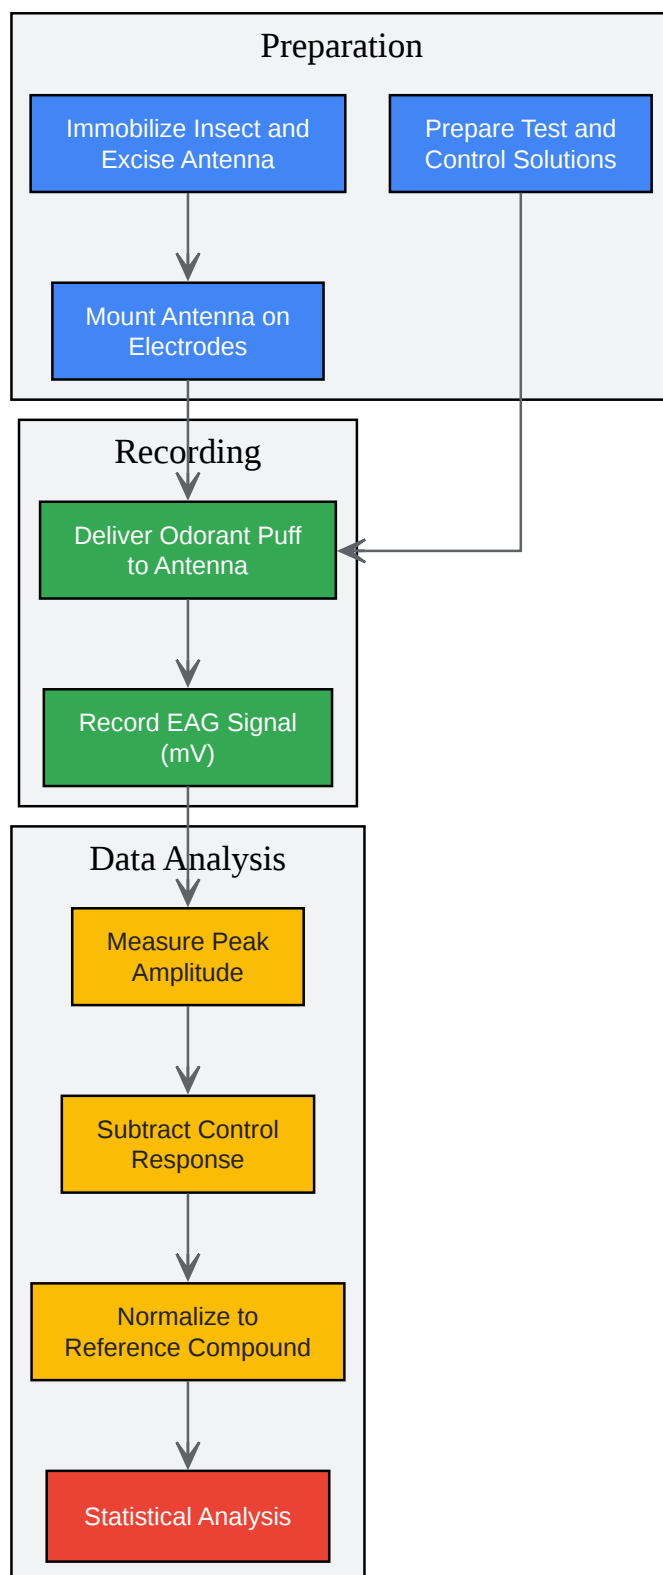 Preparation
Immobilize Insect and
Excise Antenna
Prepare Test and
Control Solutions
Mount Antenna on
Electrodes
Recording
Deliver Odorant Puff
to Antenna
Record EAG Signal
(mV)
Data Analysis
Measure Peak
Amplitude
Subtract Control
Response
Normalize to
Reference Compound
Statistical Analysis